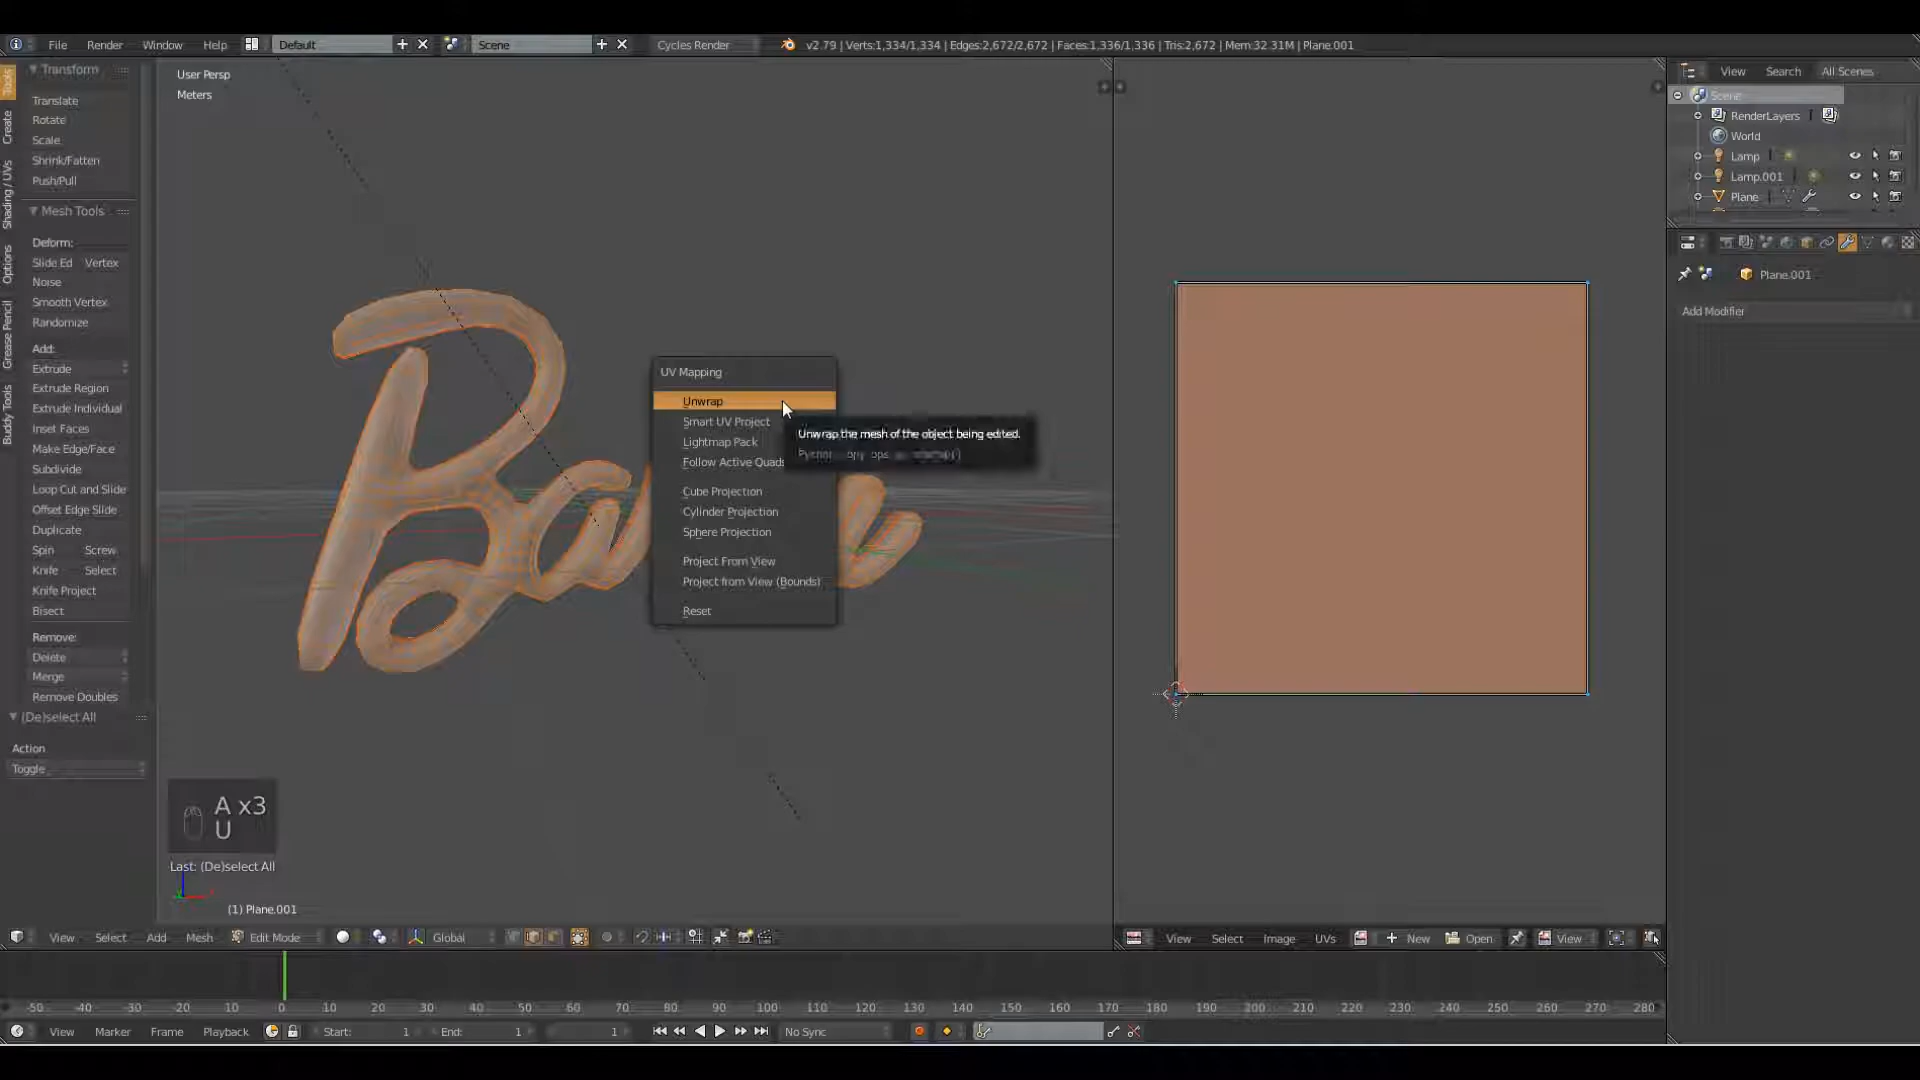 File Render Window Help Default Scene Cycles Render v2.79 | Verts:1,334/1,334 | Edges:2,672/2,672 | Faces:1,336/1,336 | Tris:2,672 | Mem:32.31M | Plane.001
Tools
Create
Shading / UVs
Options
Grease Pencil
Buddy Tools
Transform
Translate
Rotate
Scale
Shrink/Fatten
Push/Pull
Mesh Tools
Deform:
Slide Ed Vertex
Noise
Smooth Vertex
Randomize
Add:
Extrude
Extrude Region
Extrude Individual
Inset Faces
Make Edge/Face
Subdivide
Loop Cut and Slide
Offset Edge Slide
Duplicate
Spin Screw
Knife Select
Knife Project
Bisect
Remove:
Delete
Merge
Remove Doubles
(De)select All
Action
Toggle
User Persp
Meters
UV Mapping
Unwrap
Smart UV Project
Lightmap Pack
Follow Active Quads
Cube Projection
Cylinder Projection
Sphere Projection
Project From View
Project from View (Bounds)
Reset
Unwrap the mesh of the object being edited.
A x3
U
Last: (De)select All
(1) Plane.001
View Select Add Mesh Edit Mode Global
View Select Image UVs New Open View
View Search All Scenes
Scene
RenderLayers
World
Lamp
Lamp.001
Plane
Plane.001
Add Modifier
-50 -40 -30 -20 10 0 10 20 30 40 50 60 70 80 90 100 110 120 130 140 150 160 170 180 190 200 210 220 230 240 250 260 270 280
View Marker Frame Playback Start: 1 End: 1 1 No Sync